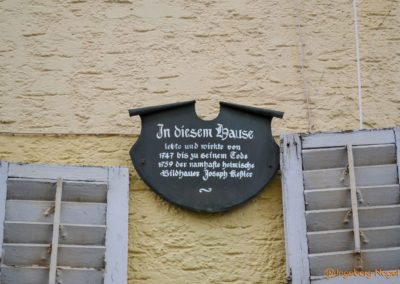 In diesem Hause
lebte und wirkte von
1747 bis zu seinem Tode
1759 der namhafte heimische
Bildhauer Joseph Keßler
~
© Ingeborg